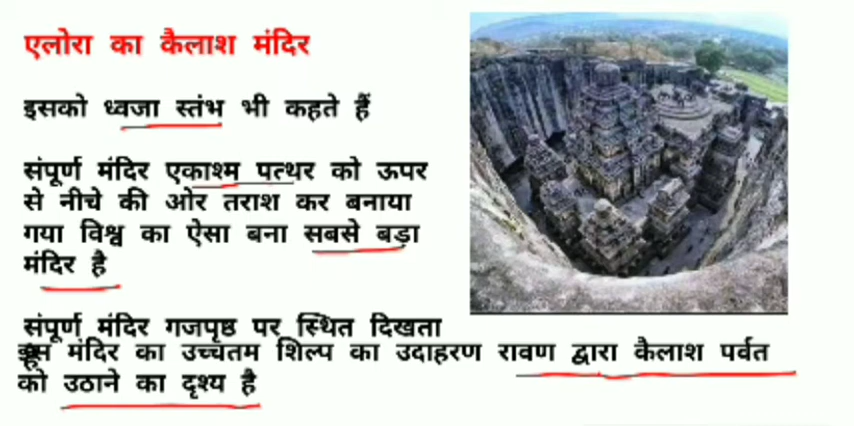 एलोरा का कैलाश मंदिर
इसको ध्वजा स्तंभ भी कहते हैं
संपूर्ण मंदिर एकाश्म पत्थर को ऊपर
से नीचे की ओर तराश कर बनाया
गया विश्व का ऐसा बना सबसे बड़ा
मंदिर है
संपूर्ण मंदिर गजपृष्ठ पर स्थित दिखता
है
इस मंदिर का उच्चतम शिल्प का उदाहरण रावण द्वारा कैलाश पर्वत
को उठाने का दृश्य है